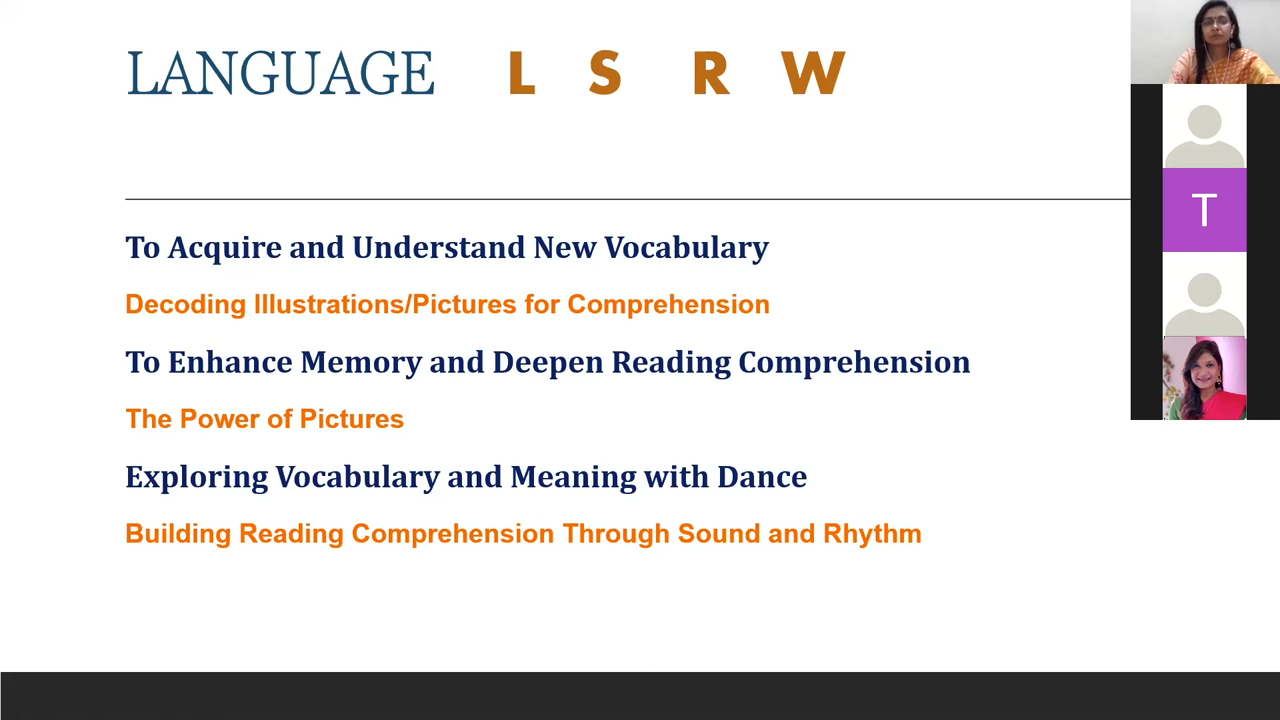 LANGUAGE L S R W
To Acquire and Understand New Vocabulary
Decoding Illustrations/Pictures for Comprehension
To Enhance Memory and Deepen Reading Comprehension
The Power of Pictures
Exploring Vocabulary and Meaning with Dance
Building Reading Comprehension Through Sound and Rhythm
T